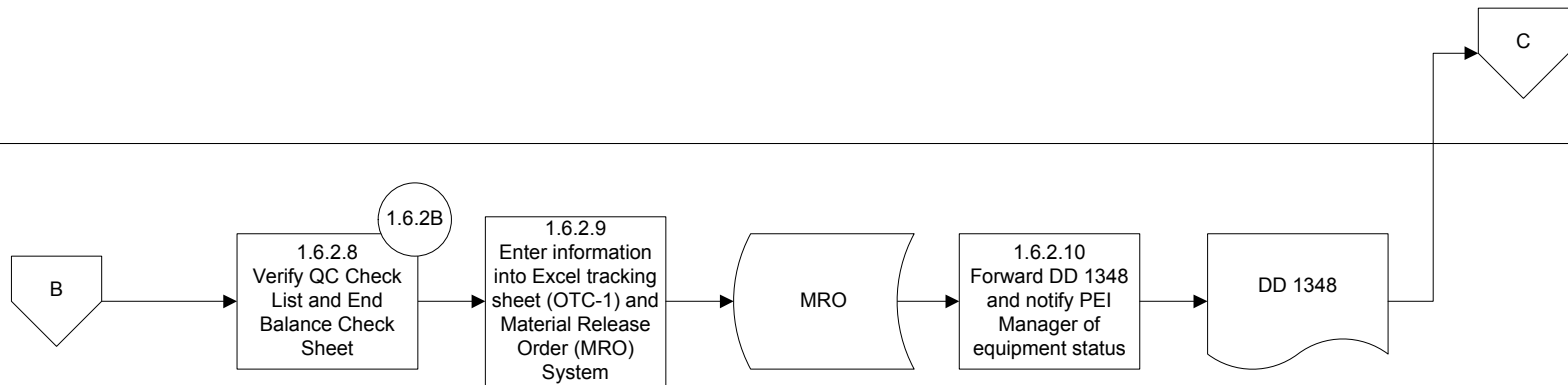 C
B
1.6.2B
1.6.2.8
Verify QC Check
List and End
Balance Check
Sheet
1.6.2.9
Enter information
into Excel tracking
sheet (OTC-1) and
Material Release
Order (MRO)
System
MRO
1.6.2.10
Forward DD 1348
and notify PEI
Manager of
equipment status
DD 1348